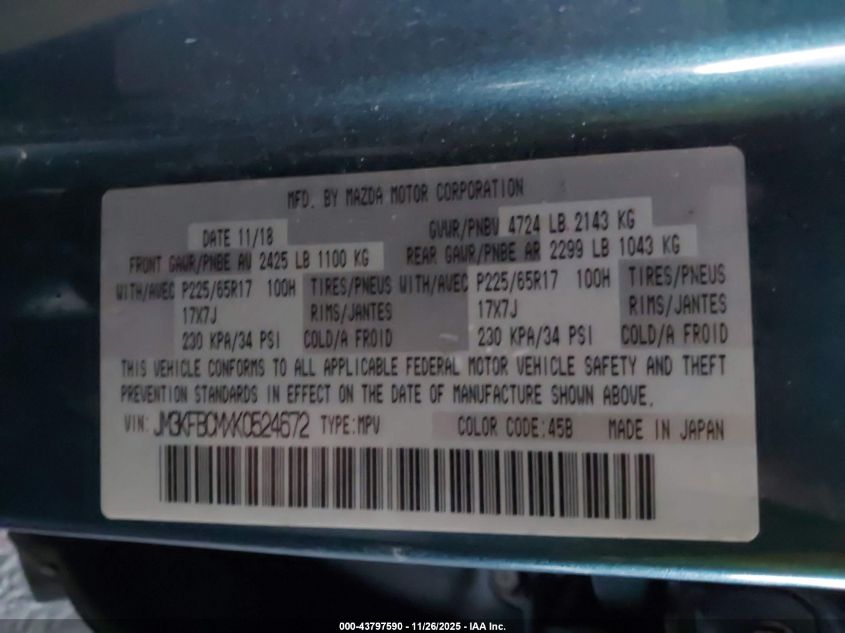 MFD. BY MAZDA MOTOR CORPORATION
DATE 11/18 GVWR/PNBV 4724 LB 2143 KG
FRONT GAWR/PNBE AV 2425 LB 1100 KG REAR GAWR/PNBE AR 2299 LB 1043 KG
WITH/AVEC P225/65R17 100H TIRES/PNEUS WITH/AVEC P225/65R17 100H TIRES/PNEUS
17X7J RIMS/JANTES 17X7J RIMS/JANTES
230 KPA/34 PSI COLD/A FROID 230 KPA/34 PSI COLD/A FROID
THIS VEHICLE CONFORMS TO ALL APPLICABLE FEDERAL MOTOR VEHICLE SAFETY AND THEFT
PREVENTION STANDARDS IN EFFECT ON THE DATE OF MANUFACTURE SHOWN ABOVE.
VIN: JM3KFBCMXK0524672 TYPE:MPV COLOR CODE:45B MADE IN JAPAN
000-43797590 - 11/26/2025 - IAA Inc.